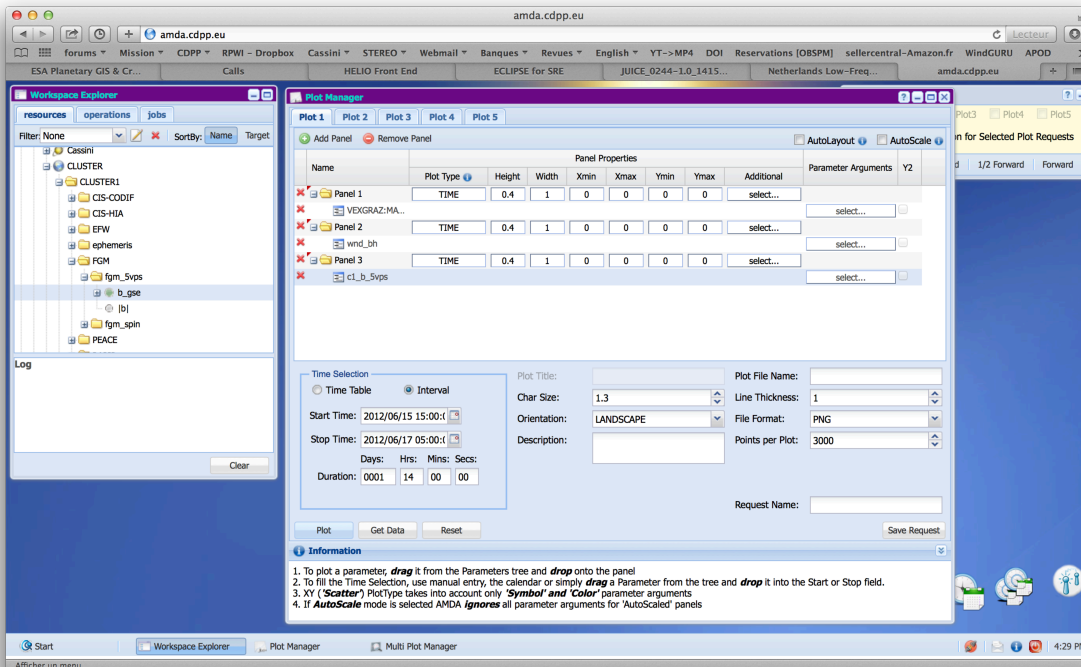 amda.cdpp.eu
amda.cdpp.eu
Lecteur
forums Mission CDPP RPWI - Dropbox Cassini STEREO Webmail Banques Revues English YT->MP4 DOI Reservations [OBSPM] sellercentral-Amazon.fr WindGURU APOD
ESA Planetary GIS & Cr... Calls HELIO Front End ECLIPSE for SRE JUICE_0244-1.0_1415... Netherlands Low-Freq... amda.cdpp.eu
Workspace Explorer
resources operations jobs
Filter: None SortBy: Name Target
Cassini
CLUSTER
CLUSTER1
CIS-CODIF
CIS-HIA
EFW
ephemeris
FGM
fgm_5vps
b_gse
|b|
fgm_spin
PEACE
Log
Clear
Plot Manager
Plot 1 Plot 2 Plot 3 Plot 4 Plot 5
Add Panel Remove Panel AutoLayout AutoScale
Name Panel Properties Parameter Arguments Y2
Plot Type Height Width Xmin Xmax Ymin Ymax Additional
Panel 1 TIME 0.4 1 0 0 0 0 select...
VEXGRAZ:MA... select...
Panel 2 TIME 0.4 1 0 0 0 0 select...
wnd_bh select...
Panel 3 TIME 0.4 1 0 0 0 0 select...
c1_b_5vps select...
Time Selection
Time Table Interval
Start Time: 2012/06/15 15:00:(
Stop Time: 2012/06/17 05:00:(
Days: Hrs: Mins: Secs:
Duration: 0001 14 00 00
Plot Title:
Char Size: 1.3
Orientation: LANDSCAPE
Description:
Plot File Name:
Line Thickness: 1
File Format: PNG
Points per Plot: 3000
Request Name:
Plot Get Data Reset Save Request
Information
1. To plot a parameter, drag it from the Parameters tree and drop onto the panel
2. To fill the Time Selection, use manual entry, the calendar or simply drag a Parameter from the tree and drop it into the Start or Stop field.
3. XY ('Scatter') PlotType takes into account only 'Symbol' and 'Color' parameter arguments
4. If AutoScale mode is selected AMDA ignores all parameter arguments for 'AutoScaled' panels
Plot3 Plot4 Plot5
for Selected Plot Requests
1/2 Forward Forward
Start Workspace Explorer Plot Manager Multi Plot Manager 4:29 PM
Afficher un menu